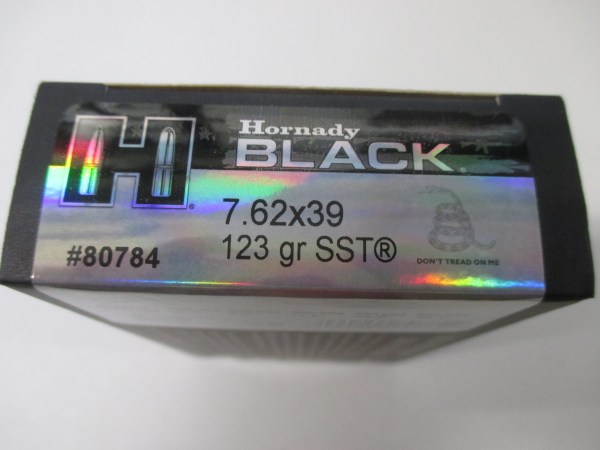 Hornady
BLACK.
7.62x39
#80784
123 gr SST®
DON'T TREAD ON ME